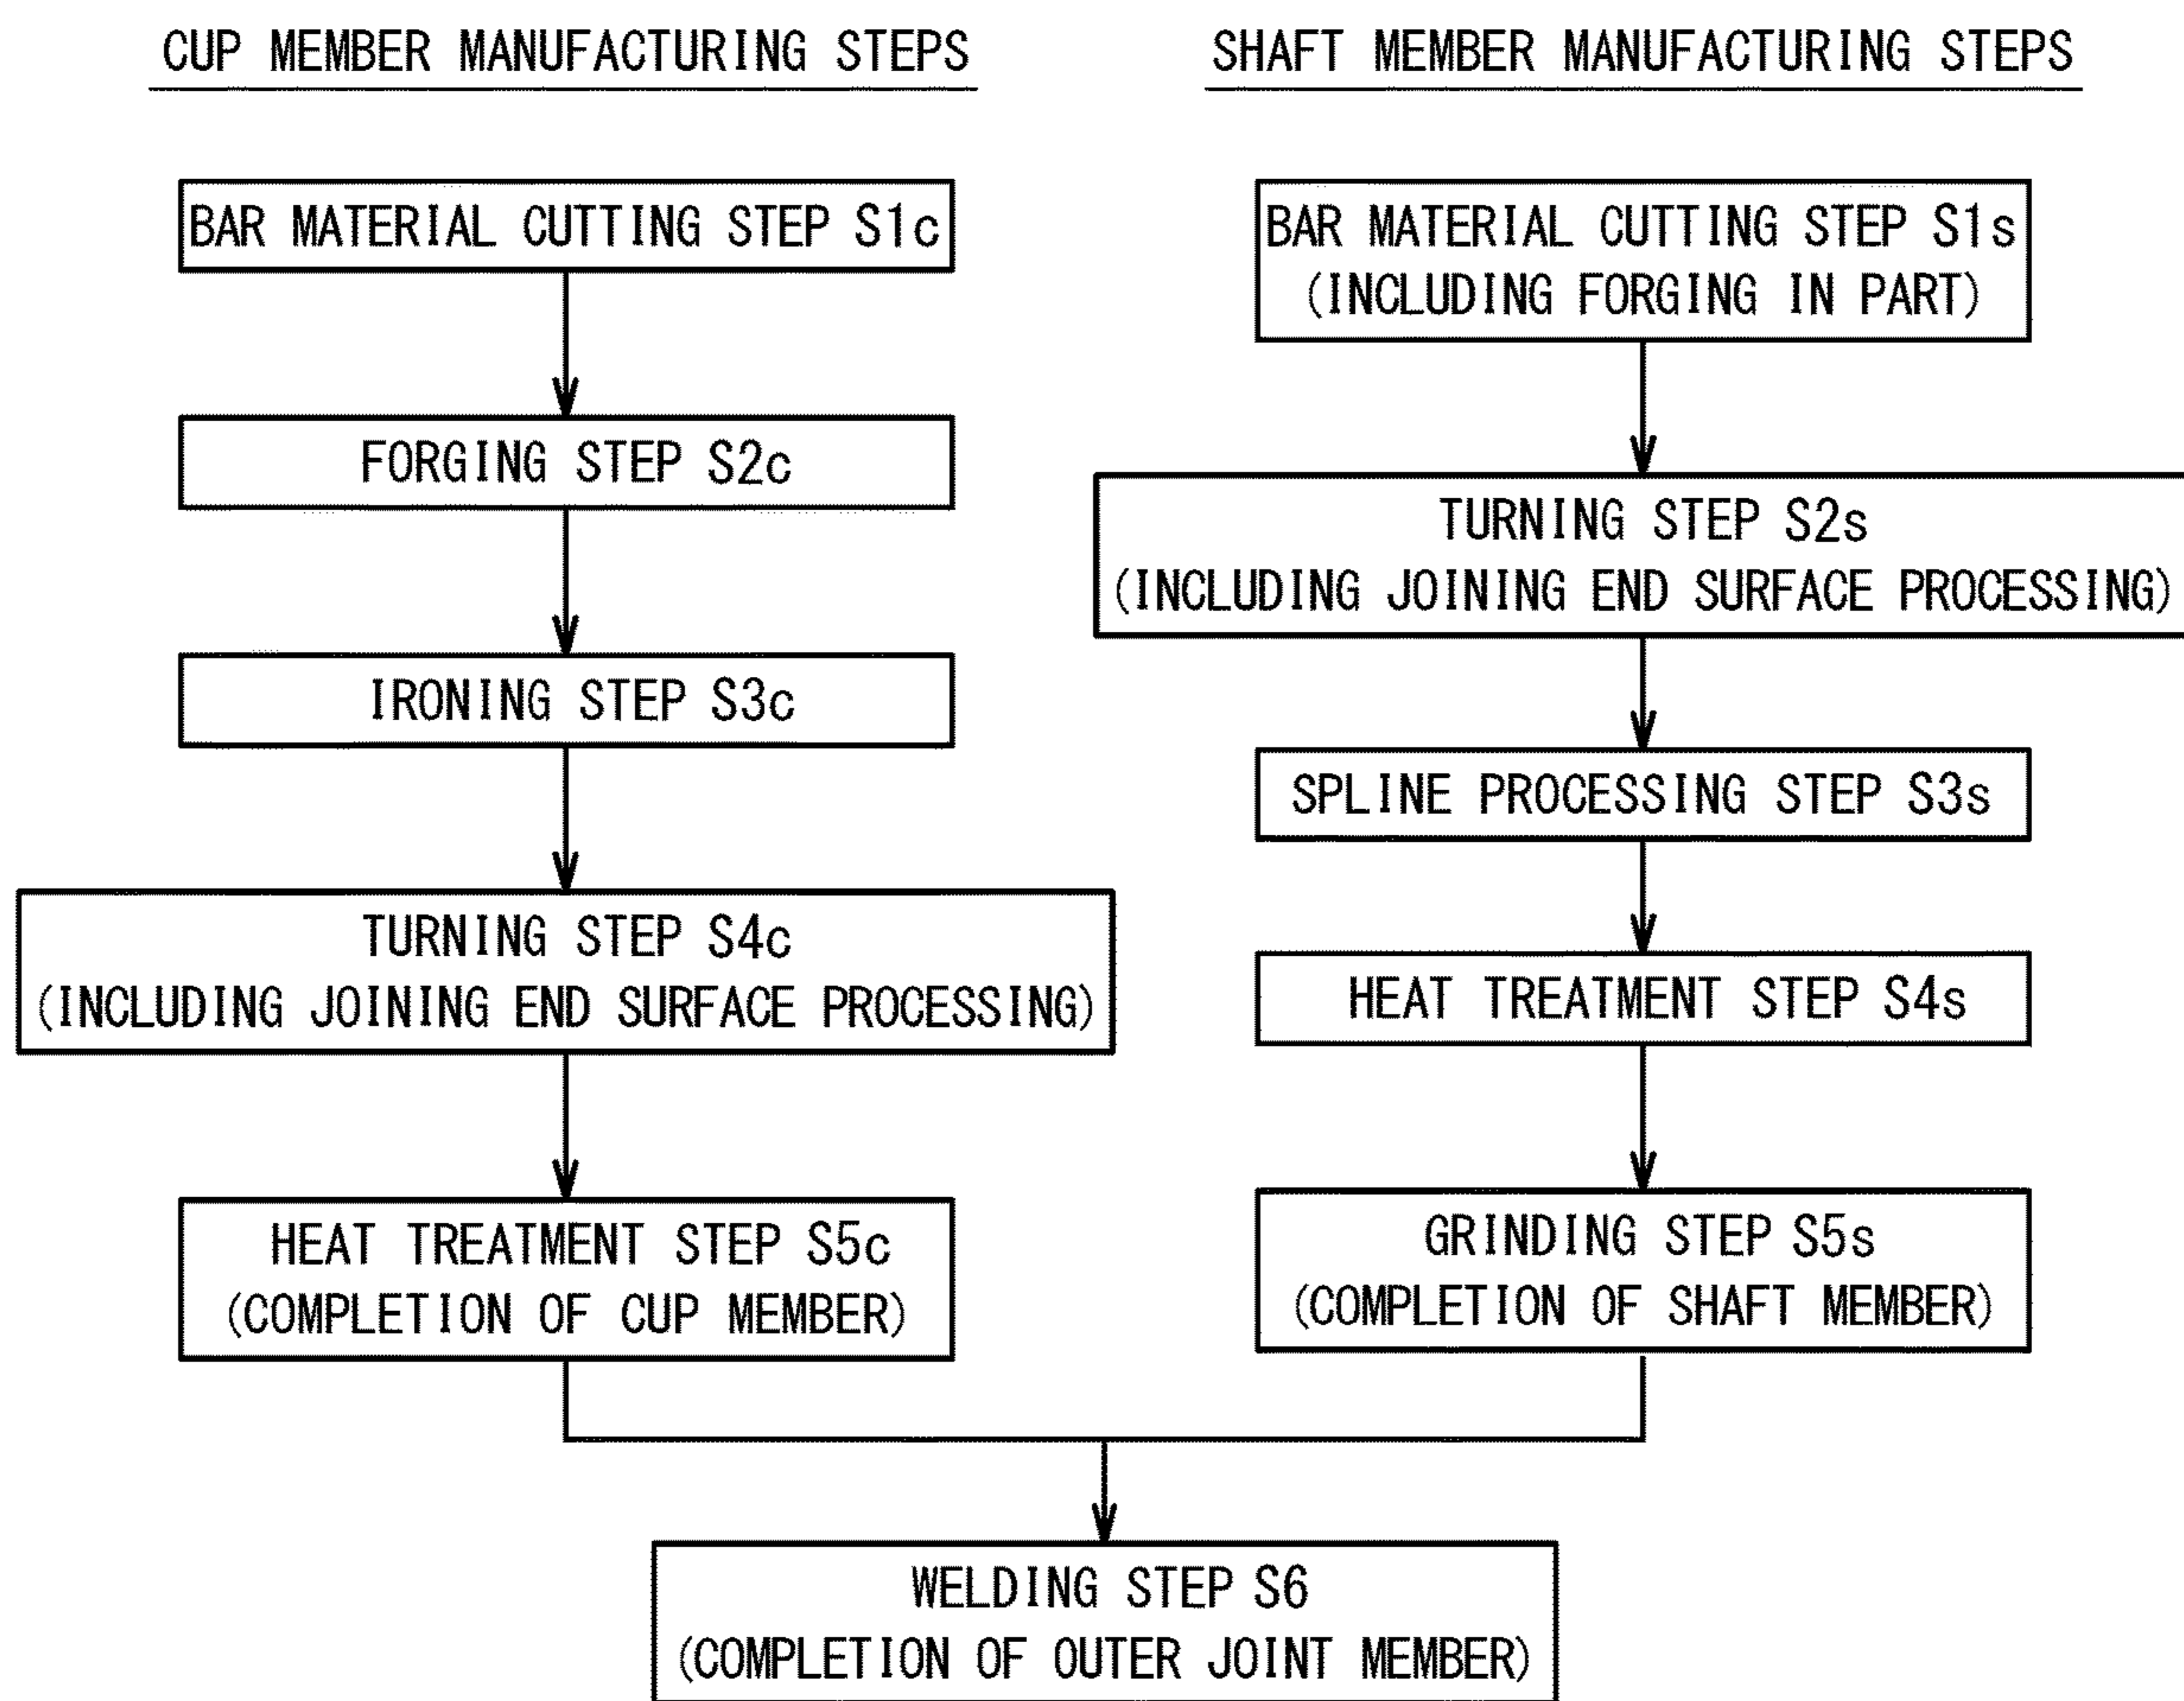 CUP MEMBER MANUFACTURING STEPS
BAR MATERIAL CUTTING STEP S1c
FORGING STEP S2c
IRONING STEP S3c
TURNING STEP S4c
(INCLUDING JOINING END SURFACE PROCESSING)
HEAT TREATMENT STEP S5c
(COMPLETION OF CUP MEMBER)
SHAFT MEMBER MANUFACTURING STEPS
BAR MATERIAL CUTTING STEP S1s
(INCLUDING FORGING IN PART)
TURNING STEP S2s
(INCLUDING JOINING END SURFACE PROCESSING)
SPLINE PROCESSING STEP S3s
HEAT TREATMENT STEP S4s
GRINDING STEP S5s
(COMPLETION OF SHAFT MEMBER)
WELDING STEP S6
(COMPLETION OF OUTER JOINT MEMBER)